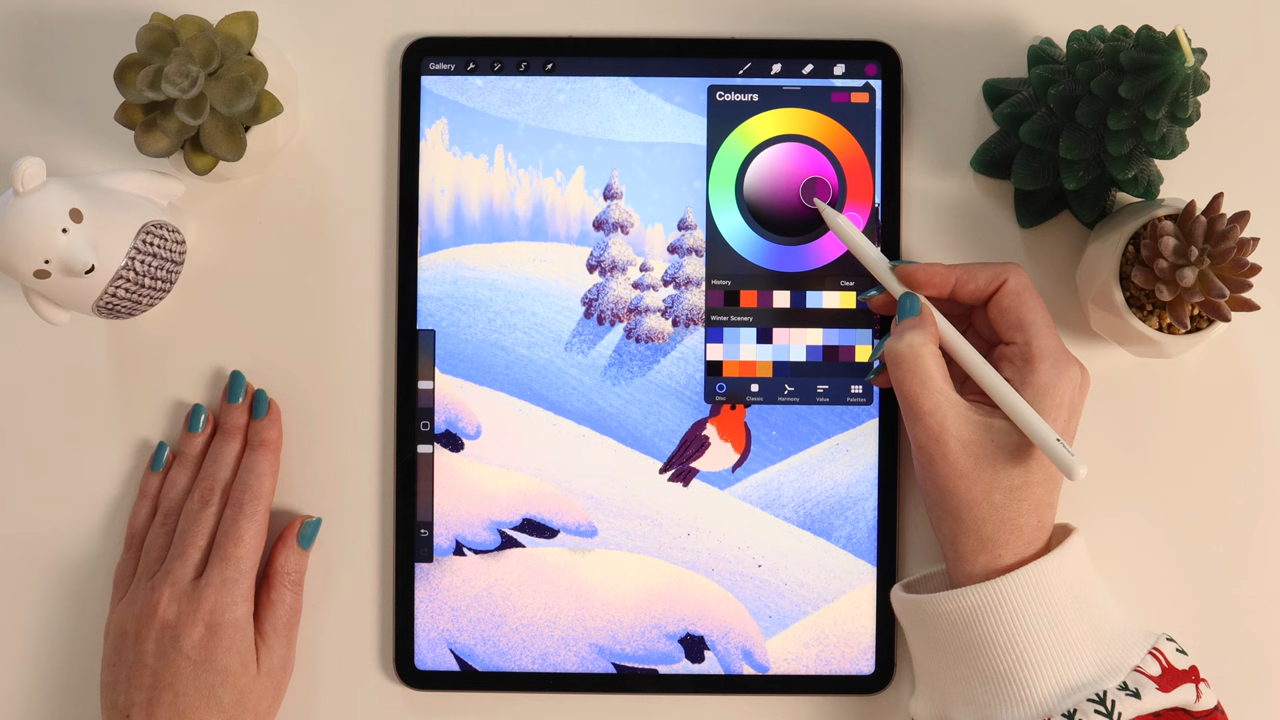 Gallery
Colours
History Clear
Winter Scenery
Disc Classic Harmony Value Palettes